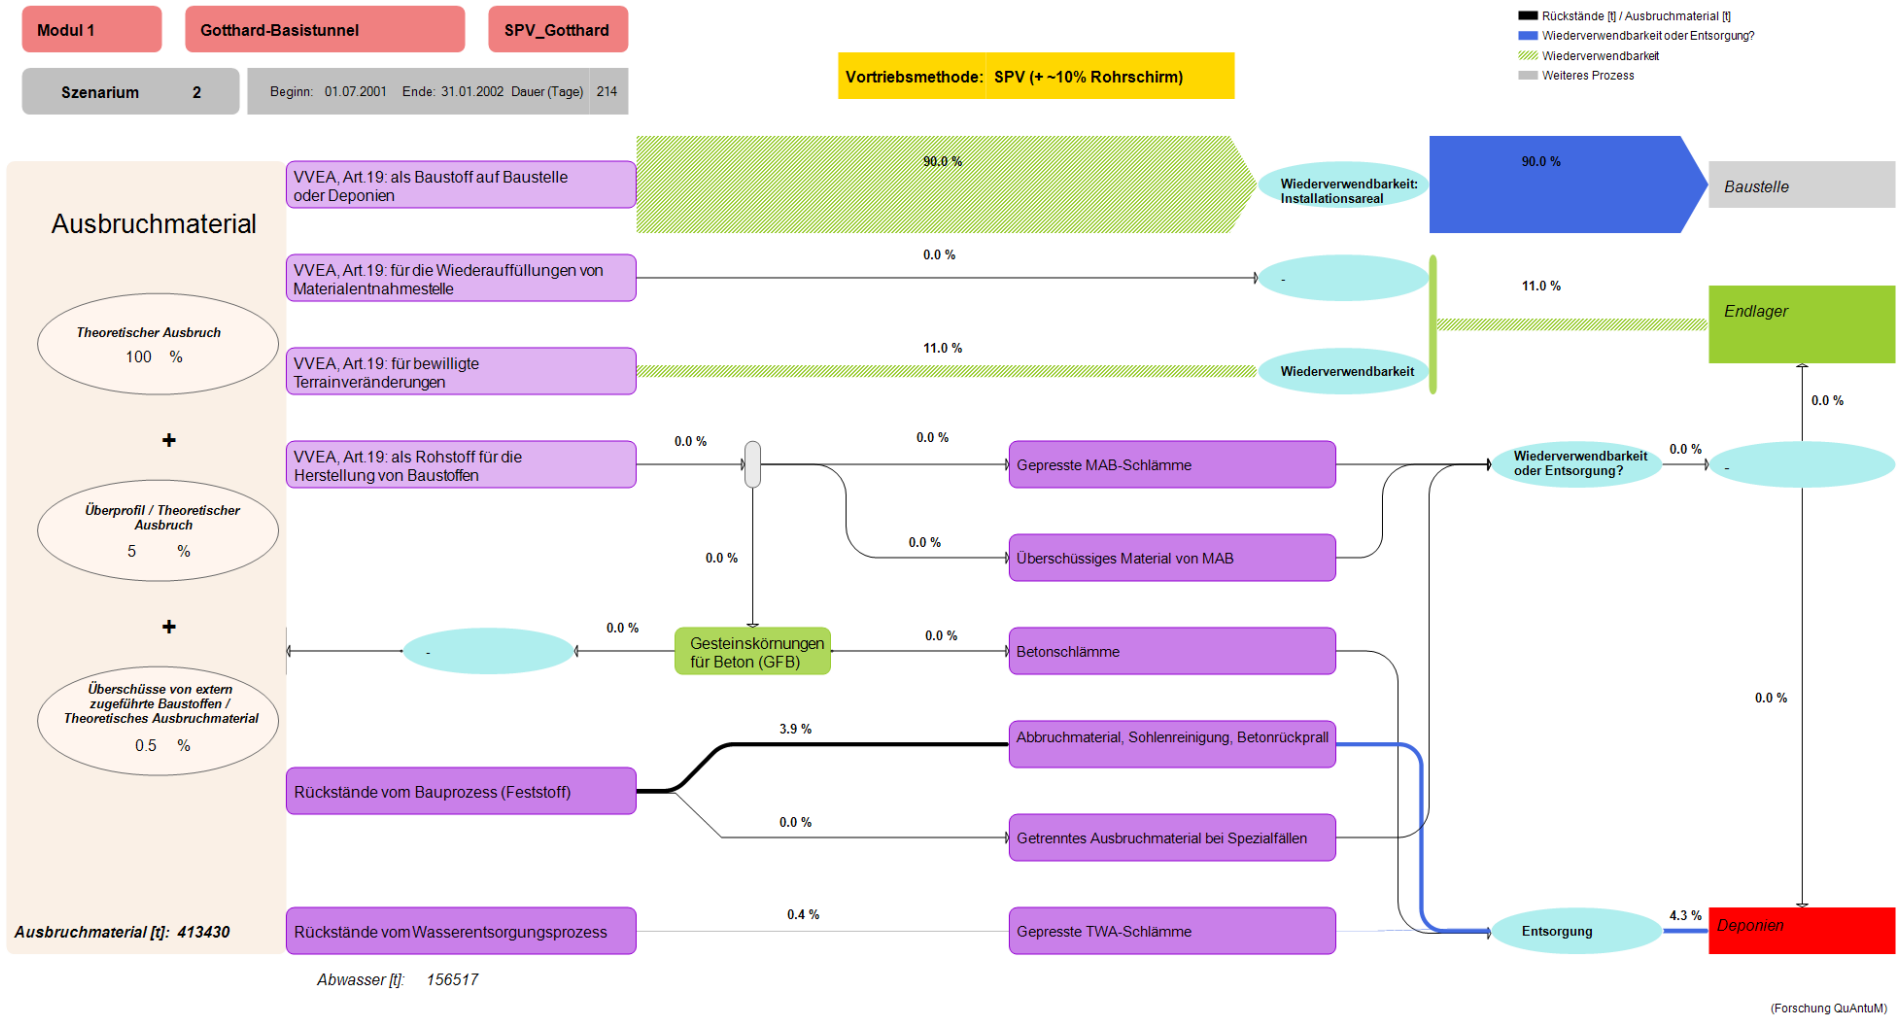 Modul 1
Gotthard-Basistunnel
SPV_Gotthard
Szenarium 2
Beginn: 01.07.2001 Ende: 31.01.2002 Dauer (Tage) 214
Vortriebsmethode: SPV (+ ~10% Rohrschirm)
Rückstände [t] / Ausbruchmaterial [t]
Wiederverwendbarkeit oder Entsorgung?
Wiederverwendbarkeit
Weiteres Prozess
Ausbruchmaterial
Theoretischer Ausbruch
100 %
+
Überprofil / Theoretischer
Ausbruch
5 %
+
Überschüsse von extern
zugeführte Baustoffen /
Theoretisches Ausbruchmaterial
0.5 %
Ausbruchmaterial [t]: 413430
VVEA, Art.19: als Baustoff auf Baustelle
oder Deponien
90.0 %
Wiederverwendbarkeit:
Installationsareal
90.0 %
Baustelle
VVEA, Art.19: für die Wiederauffüllungen von
Materialentnahmestelle
0.0 %
-
11.0 %
Endlager
VVEA, Art.19: für bewilligte
Terrainveränderungen
11.0 %
Wiederverwendbarkeit
0.0 %
VVEA, Art.19: als Rohstoff für die
Herstellung von Baustoffen
0.0 %
0.0 %
Gepresste MAB-Schlämme
Wiederverwendbarkeit
oder Entsorgung?
0.0 %
-
0.0 %
0.0 %
Überschüssiges Material von MAB
-
0.0 %
Gesteinskörnungen
für Beton (GFB)
0.0 %
Betonschlämme
0.0 %
Rückstände vom Bauprozess (Feststoff)
3.9 %
Abbruchmaterial, Sohlenreinigung, Betonrückprall
0.0 %
Getrenntes Ausbruchmaterial bei Spezialfällen
Rückstände vom Wasserentsorgungsprozess
0.4 %
Gepresste TWA-Schlämme
Entsorgung
4.3 %
Deponien
Abwasser [t]: 156517
(Forschung QuAntuM)